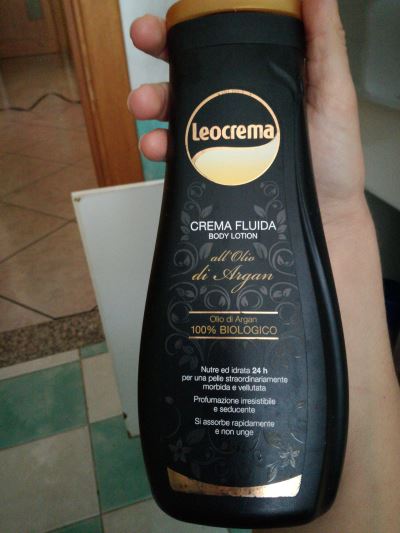 Leocrema
CREMA FLUIDA
BODY LOTION
all'Olio
di Argan
Olio di Argan
100% BIOLOGICO
Nutre ed idrata 24 h
per una pelle straordinariamente
morbida e vellutata
Profumazione irresistibile
e seducente
Si assorbe rapidamente
e non unge